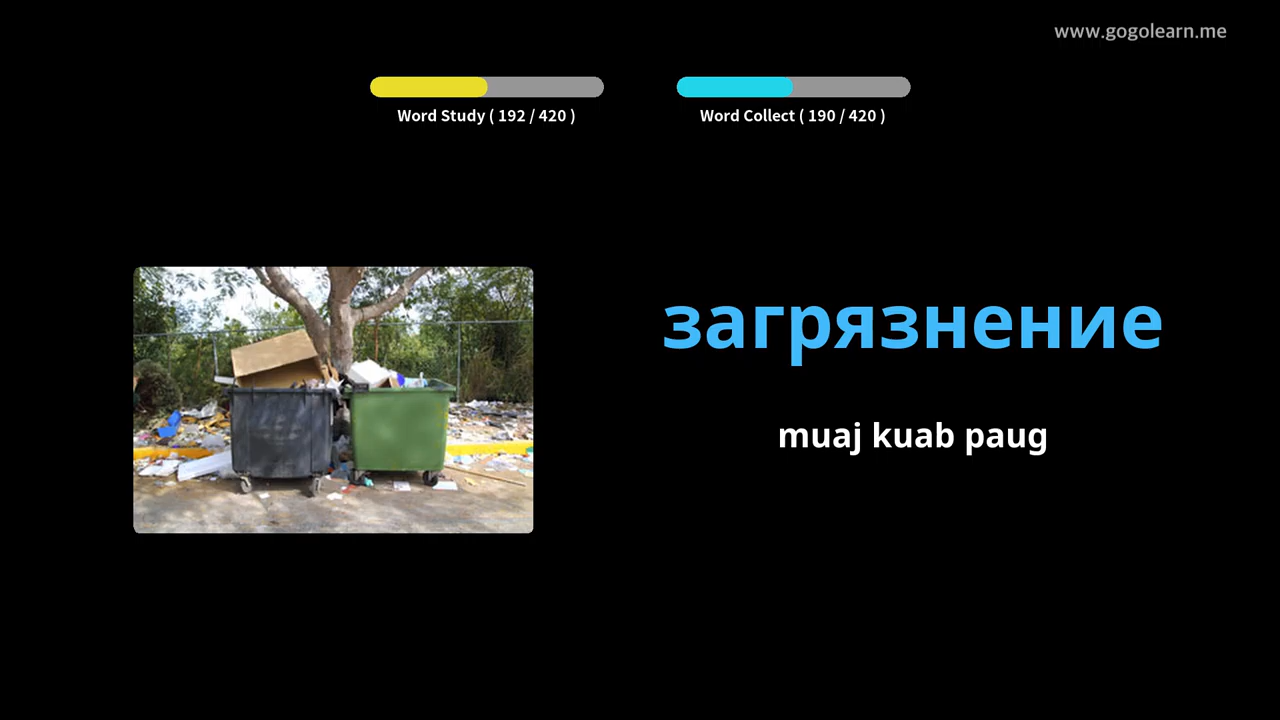 www.gogolearn.me
Word Study ( 192 / 420 )
Word Collect ( 190 / 420 )
загрязнение
muaj kuab paug